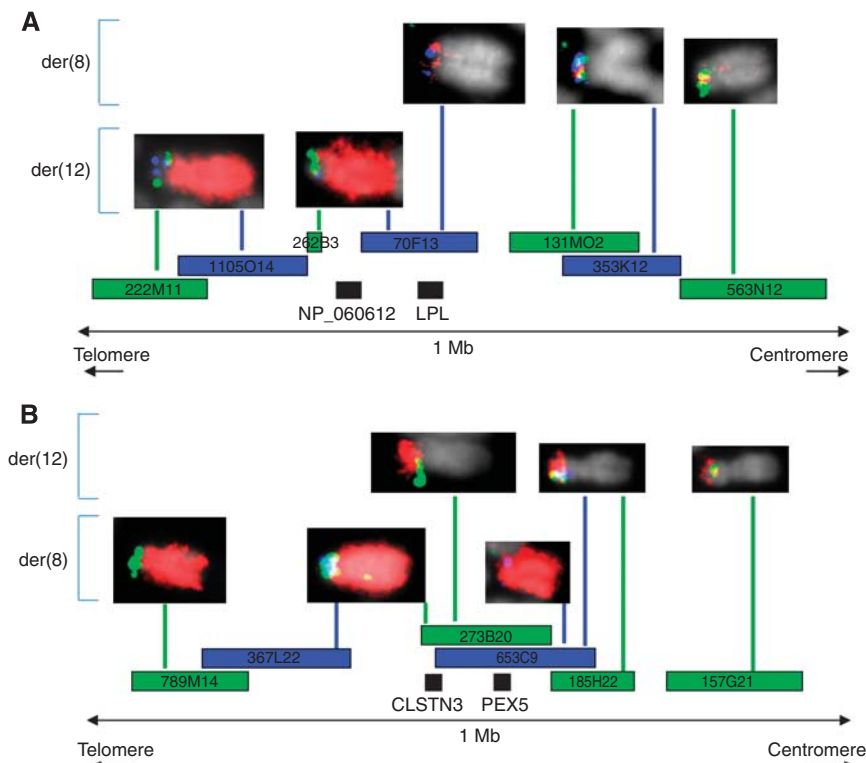 A
der(8)
der(12)
262B3
70F13
131MO2
1105O14
353K12
222M11
563N12
NP_060612
LPL
1 Mb
Telomere
Centromere
B
der(12)
der(8)
273B20
367L22
653C9
789M14
185H22
157G21
CLSTN3
PEX5
1 Mb
Telomere
Centromere